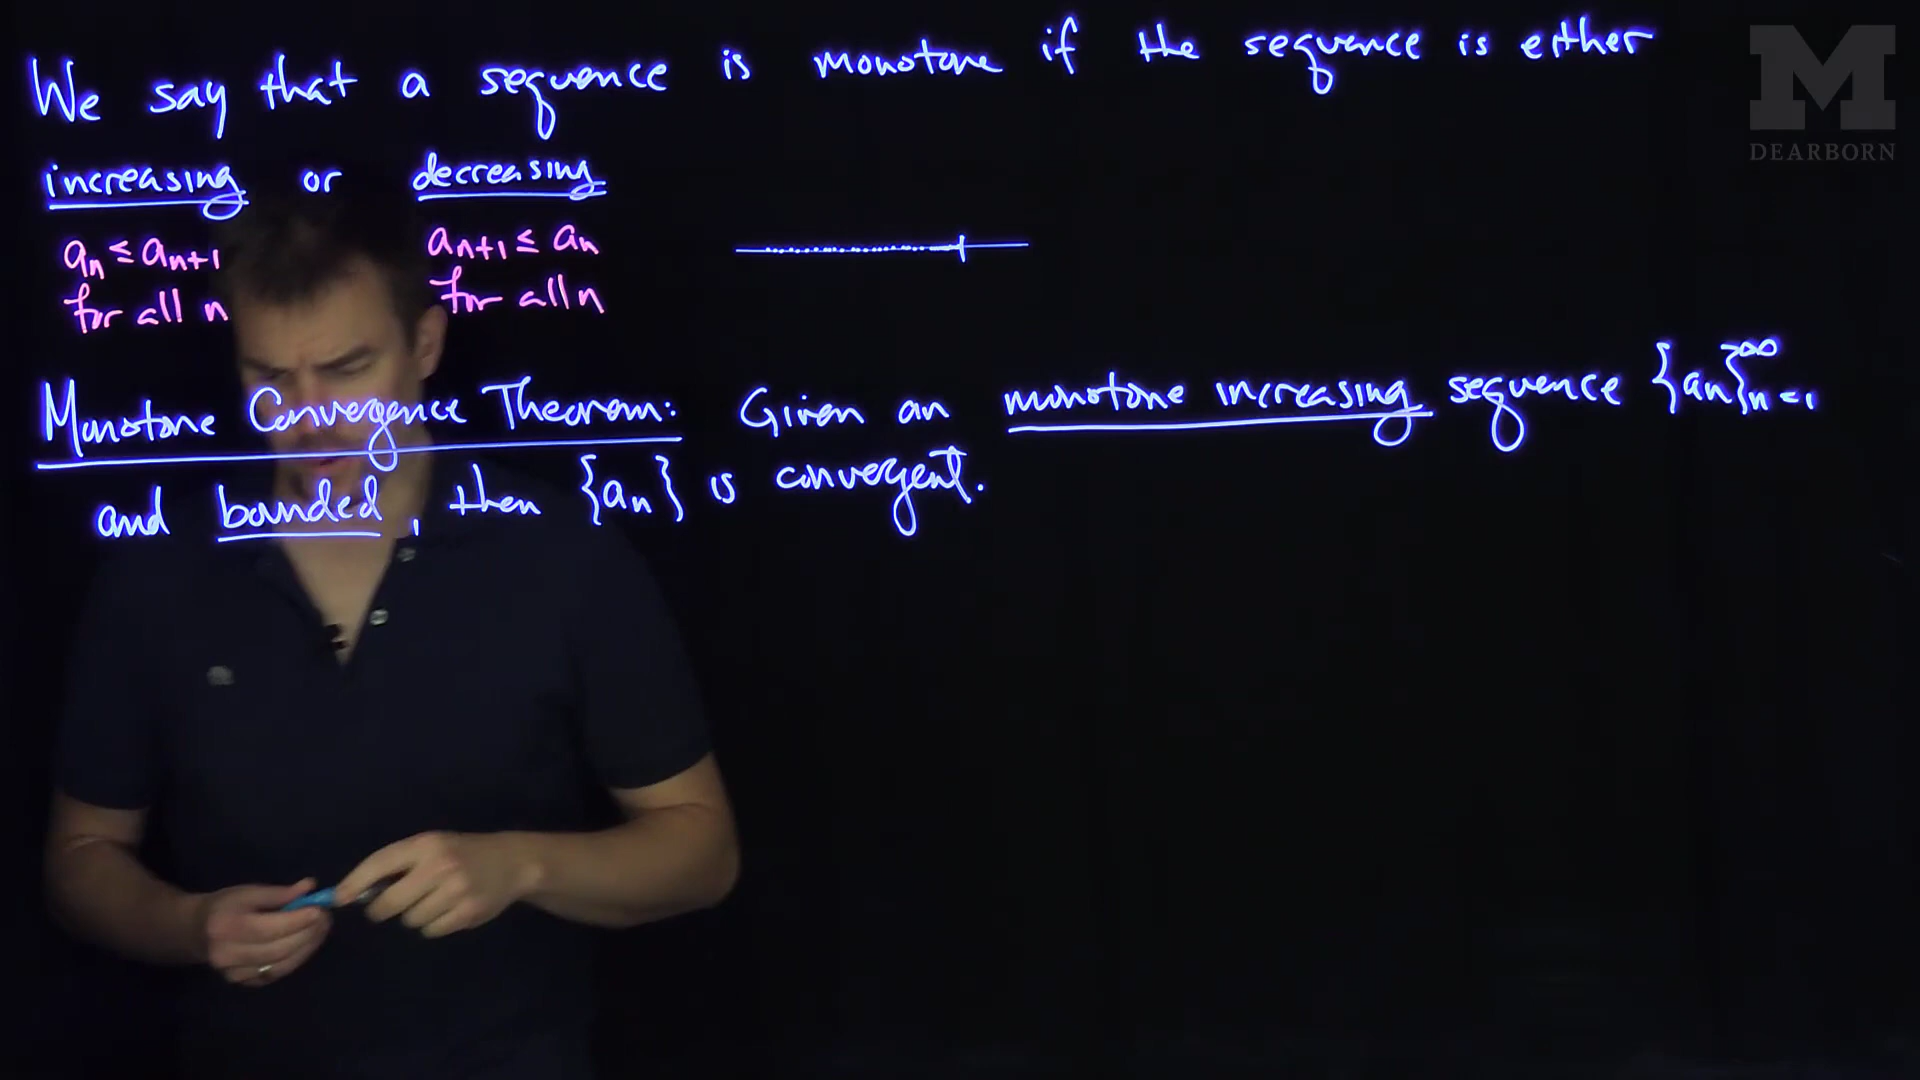 We say that a sequence is monotone if the sequence is either
increasing or decreasing
aₙ ≤ aₙ₊₁ aₙ₊₁ ≤ aₙ
for all n for all n
Monotone Convergence Theorem: Given an monotone increasing sequence {aₙ}ₙ₌₁^∞
and bounded, then {aₙ} is convergent.
M
DEARBORN